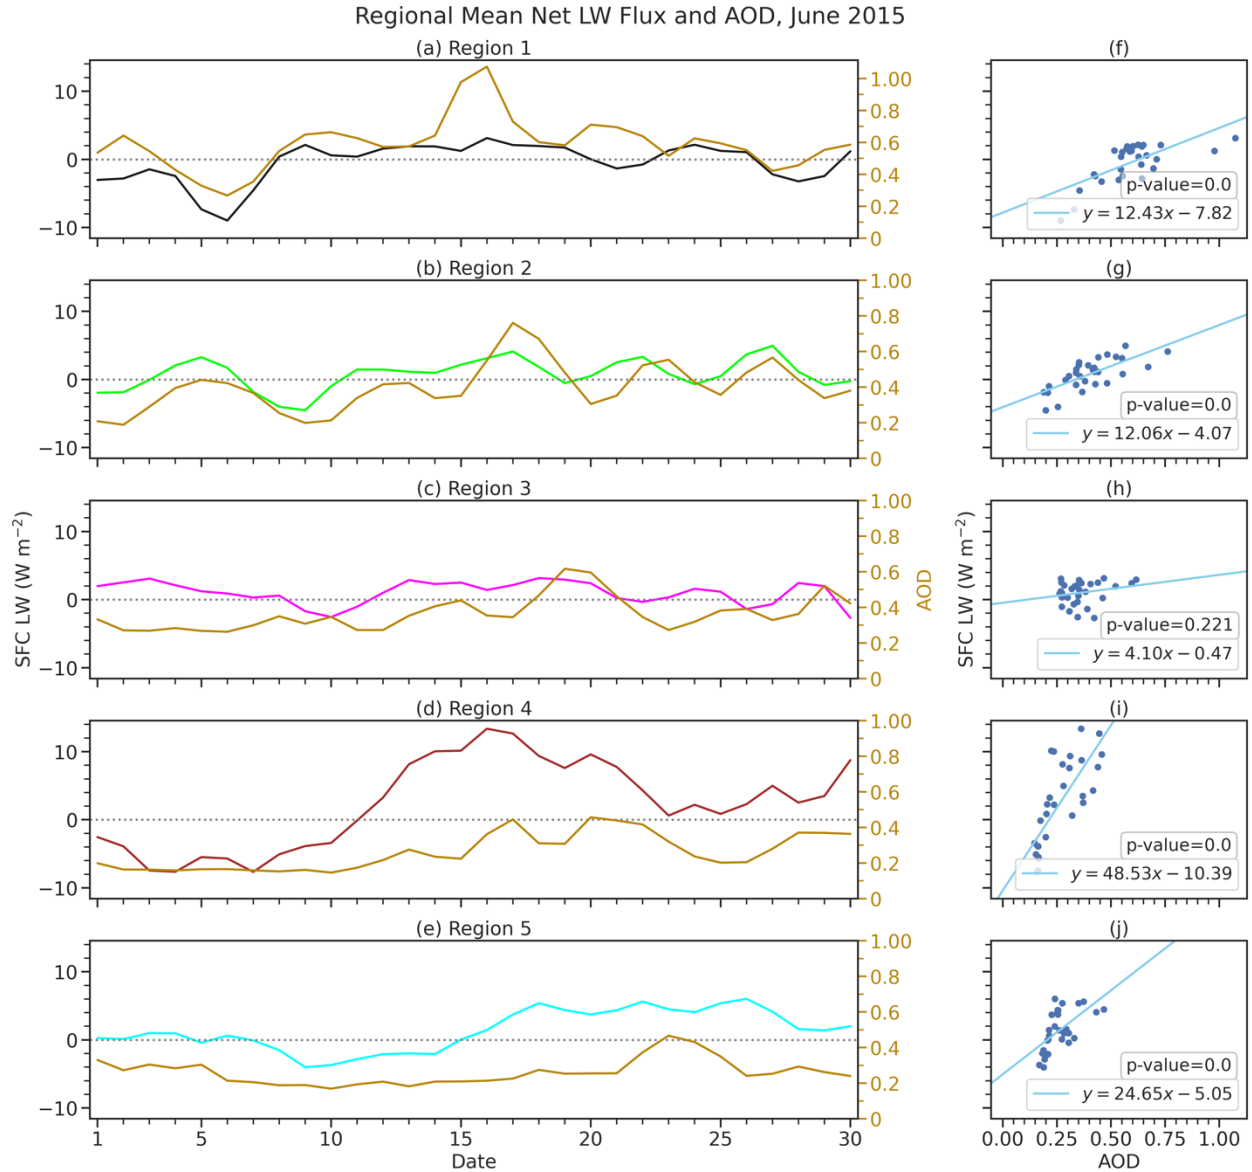 Regional Mean Net LW Flux and AOD, June 2015
(a) Region 1
10
0
−10
1.00
0.8
0.6
0.4
0.2
0
(f)
p-value=0.0
y = 12.43x − 7.82
(b) Region 2
10
0
−10
1.00
0.8
0.6
0.4
0.2
0
(g)
p-value=0.0
y = 12.06x − 4.07
(c) Region 3
SFC LW (W m⁻²)
10
0
−10
1.00
0.8
0.6
0.4
0.2
0
AOD
(h)
SFC LW (W m⁻²)
p-value=0.221
y = 4.10x − 0.47
(d) Region 4
10
0
−10
1.00
0.8
0.6
0.4
0.2
0
(i)
p-value=0.0
y = 48.53x − 10.39
(e) Region 5
10
0
−10
1.00
0.8
0.6
0.4
0.2
0
1 5 10 15 20 25 30
Date
(j)
p-value=0.0
y = 24.65x − 5.05
0.00 0.25 0.50 0.75 1.00
AOD